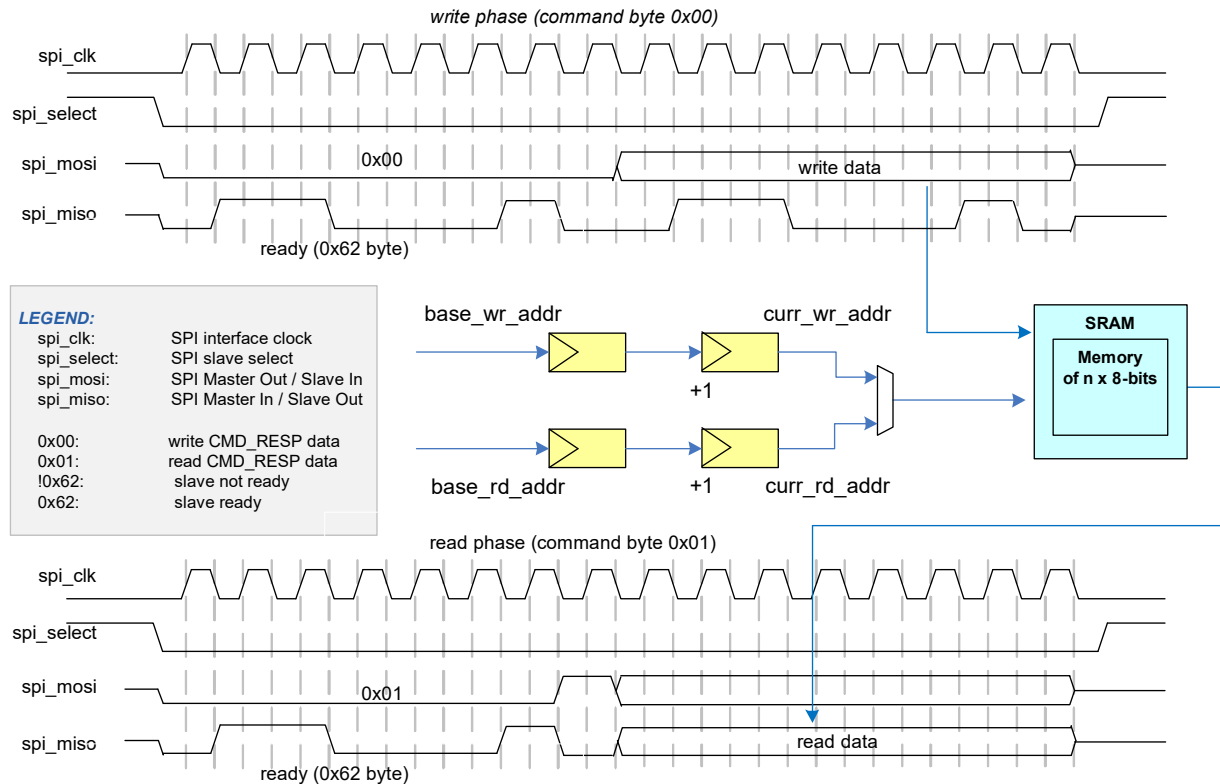 write phase (command byte 0x00)
spi_clk
spi_select
spi_mosi
0x00
write data
spi_miso
ready (0x62 byte)
LEGEND:
spi_clk: SPI interface clock
spi_select: SPI slave select
spi_mosi: SPI Master Out / Slave In
spi_miso: SPI Master In / Slave Out
0x00: write CMD_RESP data
0x01: read CMD_RESP data
!0x62: slave not ready
0x62: slave ready
base_wr_addr
curr_wr_addr
+1
base_rd_addr
+1
curr_rd_addr
SRAM
Memory
of n x 8-bits
read phase (command byte 0x01)
spi_clk
spi_select
spi_mosi
0x01
spi_miso
read data
ready (0x62 byte)